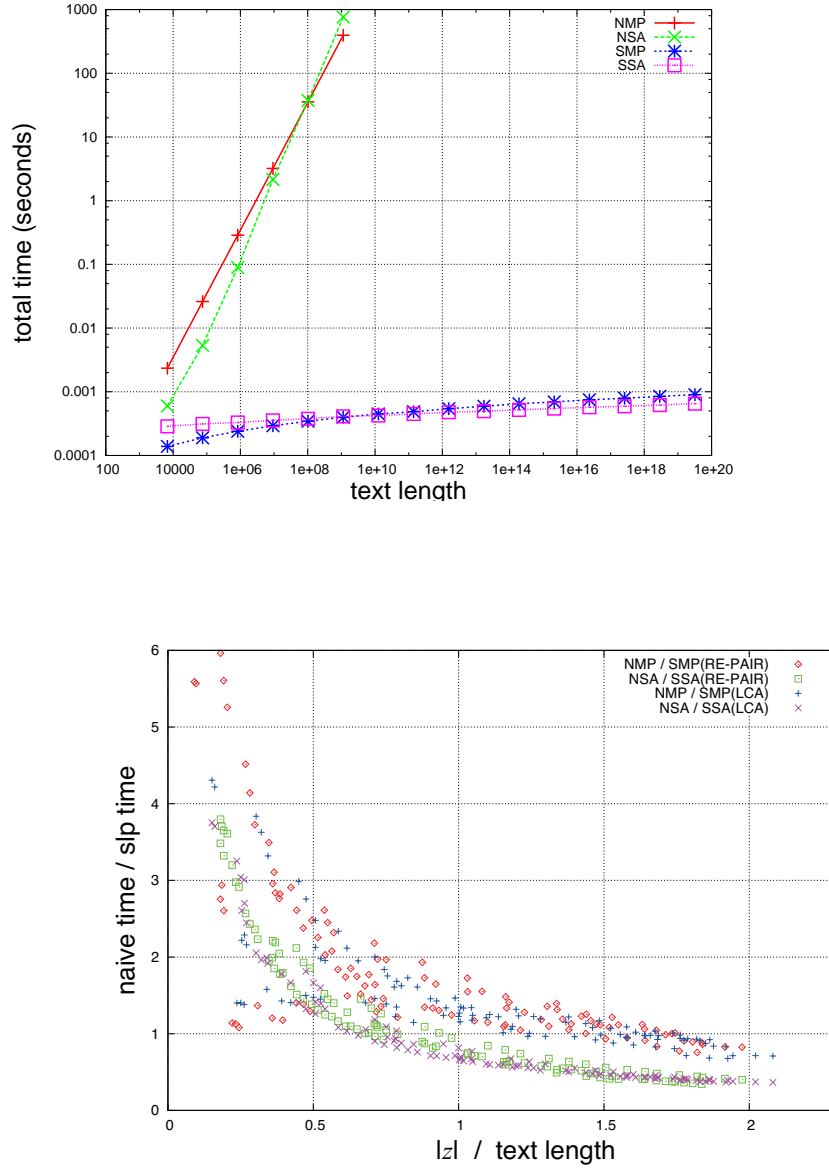 1000
100
10
1
0.1
0.01
0.001
0.0001
total time (seconds)
NMP
NSA
SMP
SSA
100 10000 1e+06 1e+08 1e+10 1e+12 1e+14 1e+16 1e+18 1e+20
text length
6
5
4
3
2
1
0
naive time / slp time
NMP / SMP(RE-PAIR)
NSA / SSA(RE-PAIR)
NMP / SMP(LCA)
NSA / SSA(LCA)
0 0.5 1 1.5 2
|z| / text length